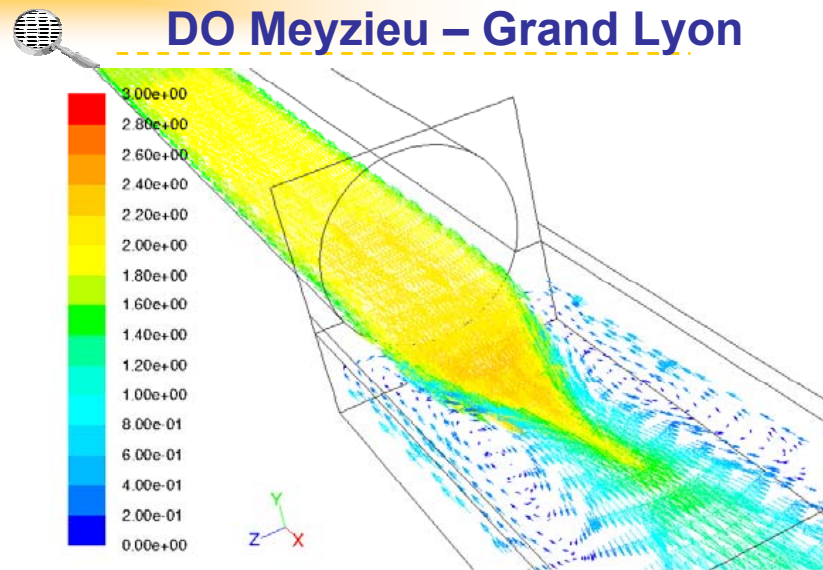 DO Meyzieu – Grand Lyon
3.00e+00
2.80e+00
2.60e+00
2.40e+00
2.20e+00
2.00e+00
1.80e+00
1.60e+00
1.40e+00
1.20e+00
1.00e+00
8.00e-01
6.00e-01
4.00e-01
2.00e-01
0.00e+00
Y
Z X